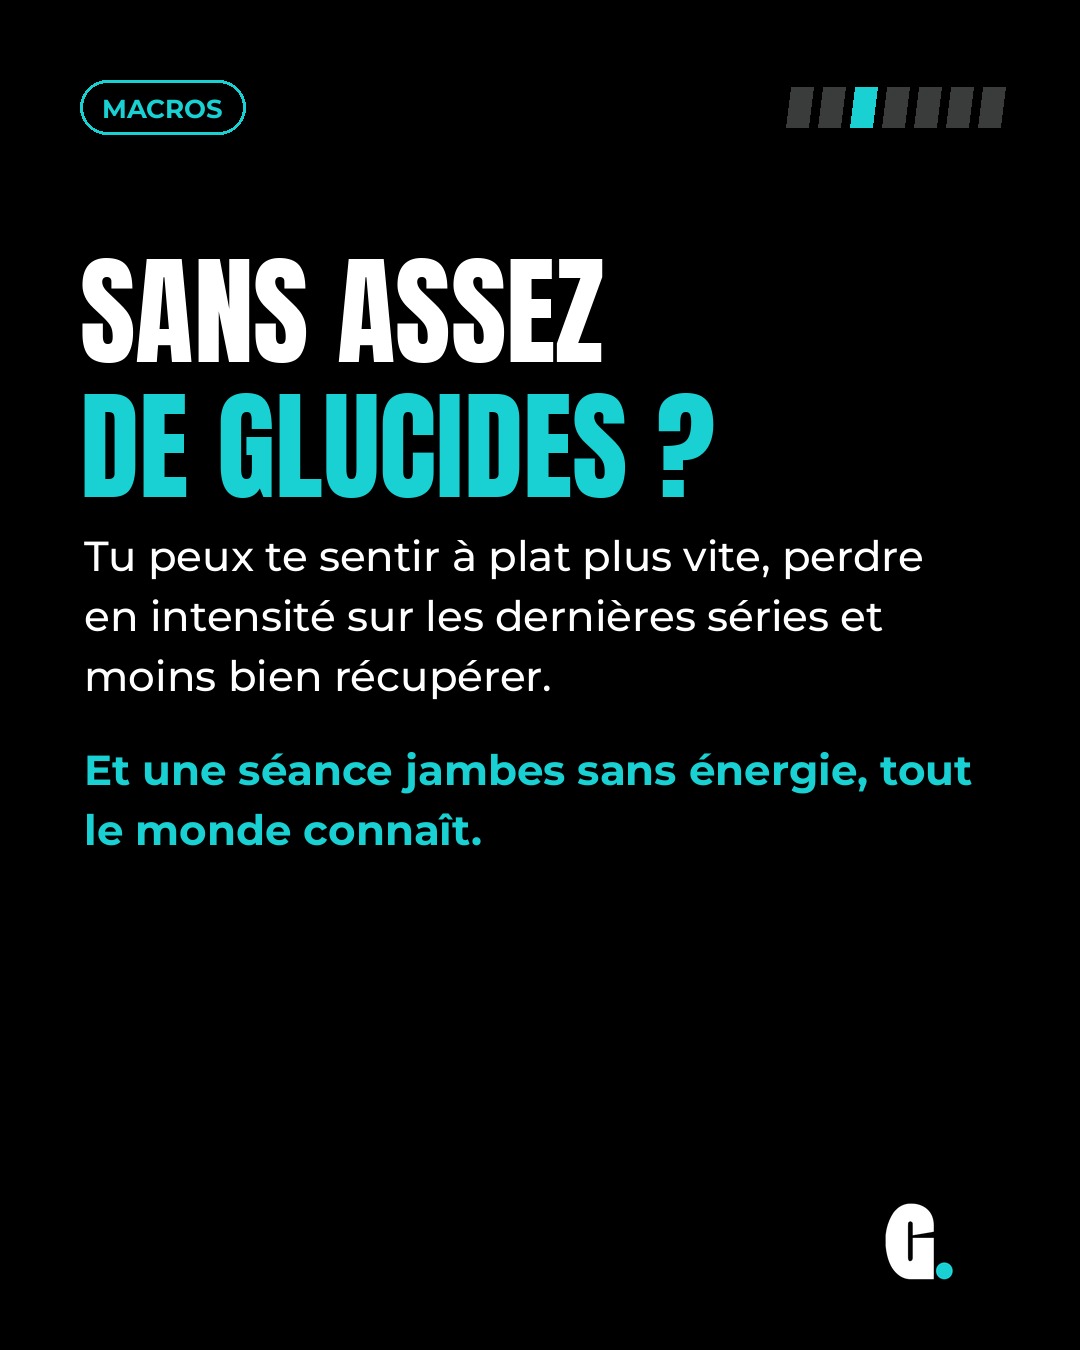 MACROS
SANS ASSEZ
DE GLUCIDES ?
Tu peux te sentir à plat plus vite, perdre
en intensité sur les dernières séries et
moins bien récupérer.
Et une séance jambes sans énergie, tout
le monde connaît.
G.